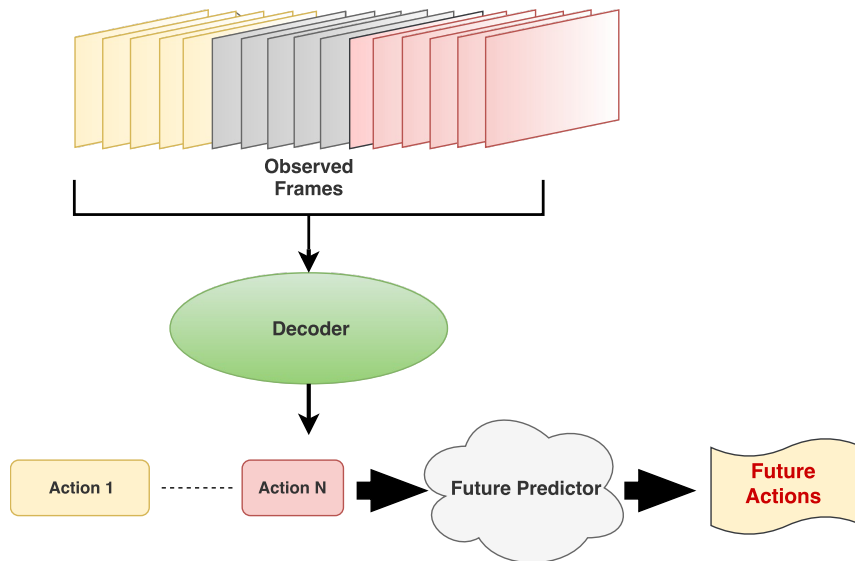 Observed
Frames
Decoder
Action 1
Action N
Future Predictor
Future
Actions